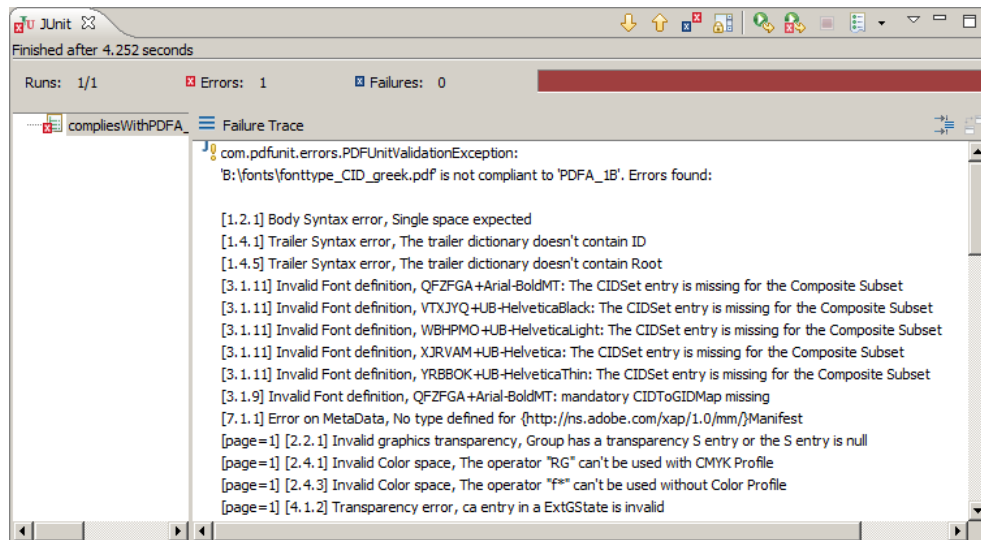 JUnit
Finished after 4.252 seconds
Runs: 1/1 Errors: 1 Failures: 0
compliesWithPDFA_
Failure Trace
com.pdfunit.errors.PDFUnitValidationException:
'B:\fonts\fonttype_CID_greek.pdf' is not compliant to 'PDFA_1B'. Errors found:
[1.2.1] Body Syntax error, Single space expected
[1.4.1] Trailer Syntax error, The trailer dictionary doesn't contain ID
[1.4.5] Trailer Syntax error, The trailer dictionary doesn't contain Root
[3.1.11] Invalid Font definition, QFZFGA+Arial-BoldMT: The CIDSet entry is missing for the Composite Subset
[3.1.11] Invalid Font definition, VTXJYQ+UB-HelveticaBlack: The CIDSet entry is missing for the Composite Subset
[3.1.11] Invalid Font definition, WBHPMO+UB-HelveticaLight: The CIDSet entry is missing for the Composite Subset
[3.1.11] Invalid Font definition, XJRVAM+UB-Helvetica: The CIDSet entry is missing for the Composite Subset
[3.1.11] Invalid Font definition, YRBBOK+UB-HelveticaThin: The CIDSet entry is missing for the Composite Subset
[3.1.9] Invalid Font definition, QFZFGA+Arial-BoldMT: mandatory CIDToGIDMap missing
[7.1.1] Error on MetaData, No type defined for {http://ns.adobe.com/xap/1.0/mm/}Manifest
[page=1] [2.2.1] Invalid graphics transparency, Group has a transparency S entry or the S entry is null
[page=1] [2.4.1] Invalid Color space, The operator "RG" can't be used with CMYK Profile
[page=1] [2.4.3] Invalid Color space, The operator "f*" can't be used without Color Profile
[page=1] [4.1.2] Transparency error, ca entry in a ExtGState is invalid